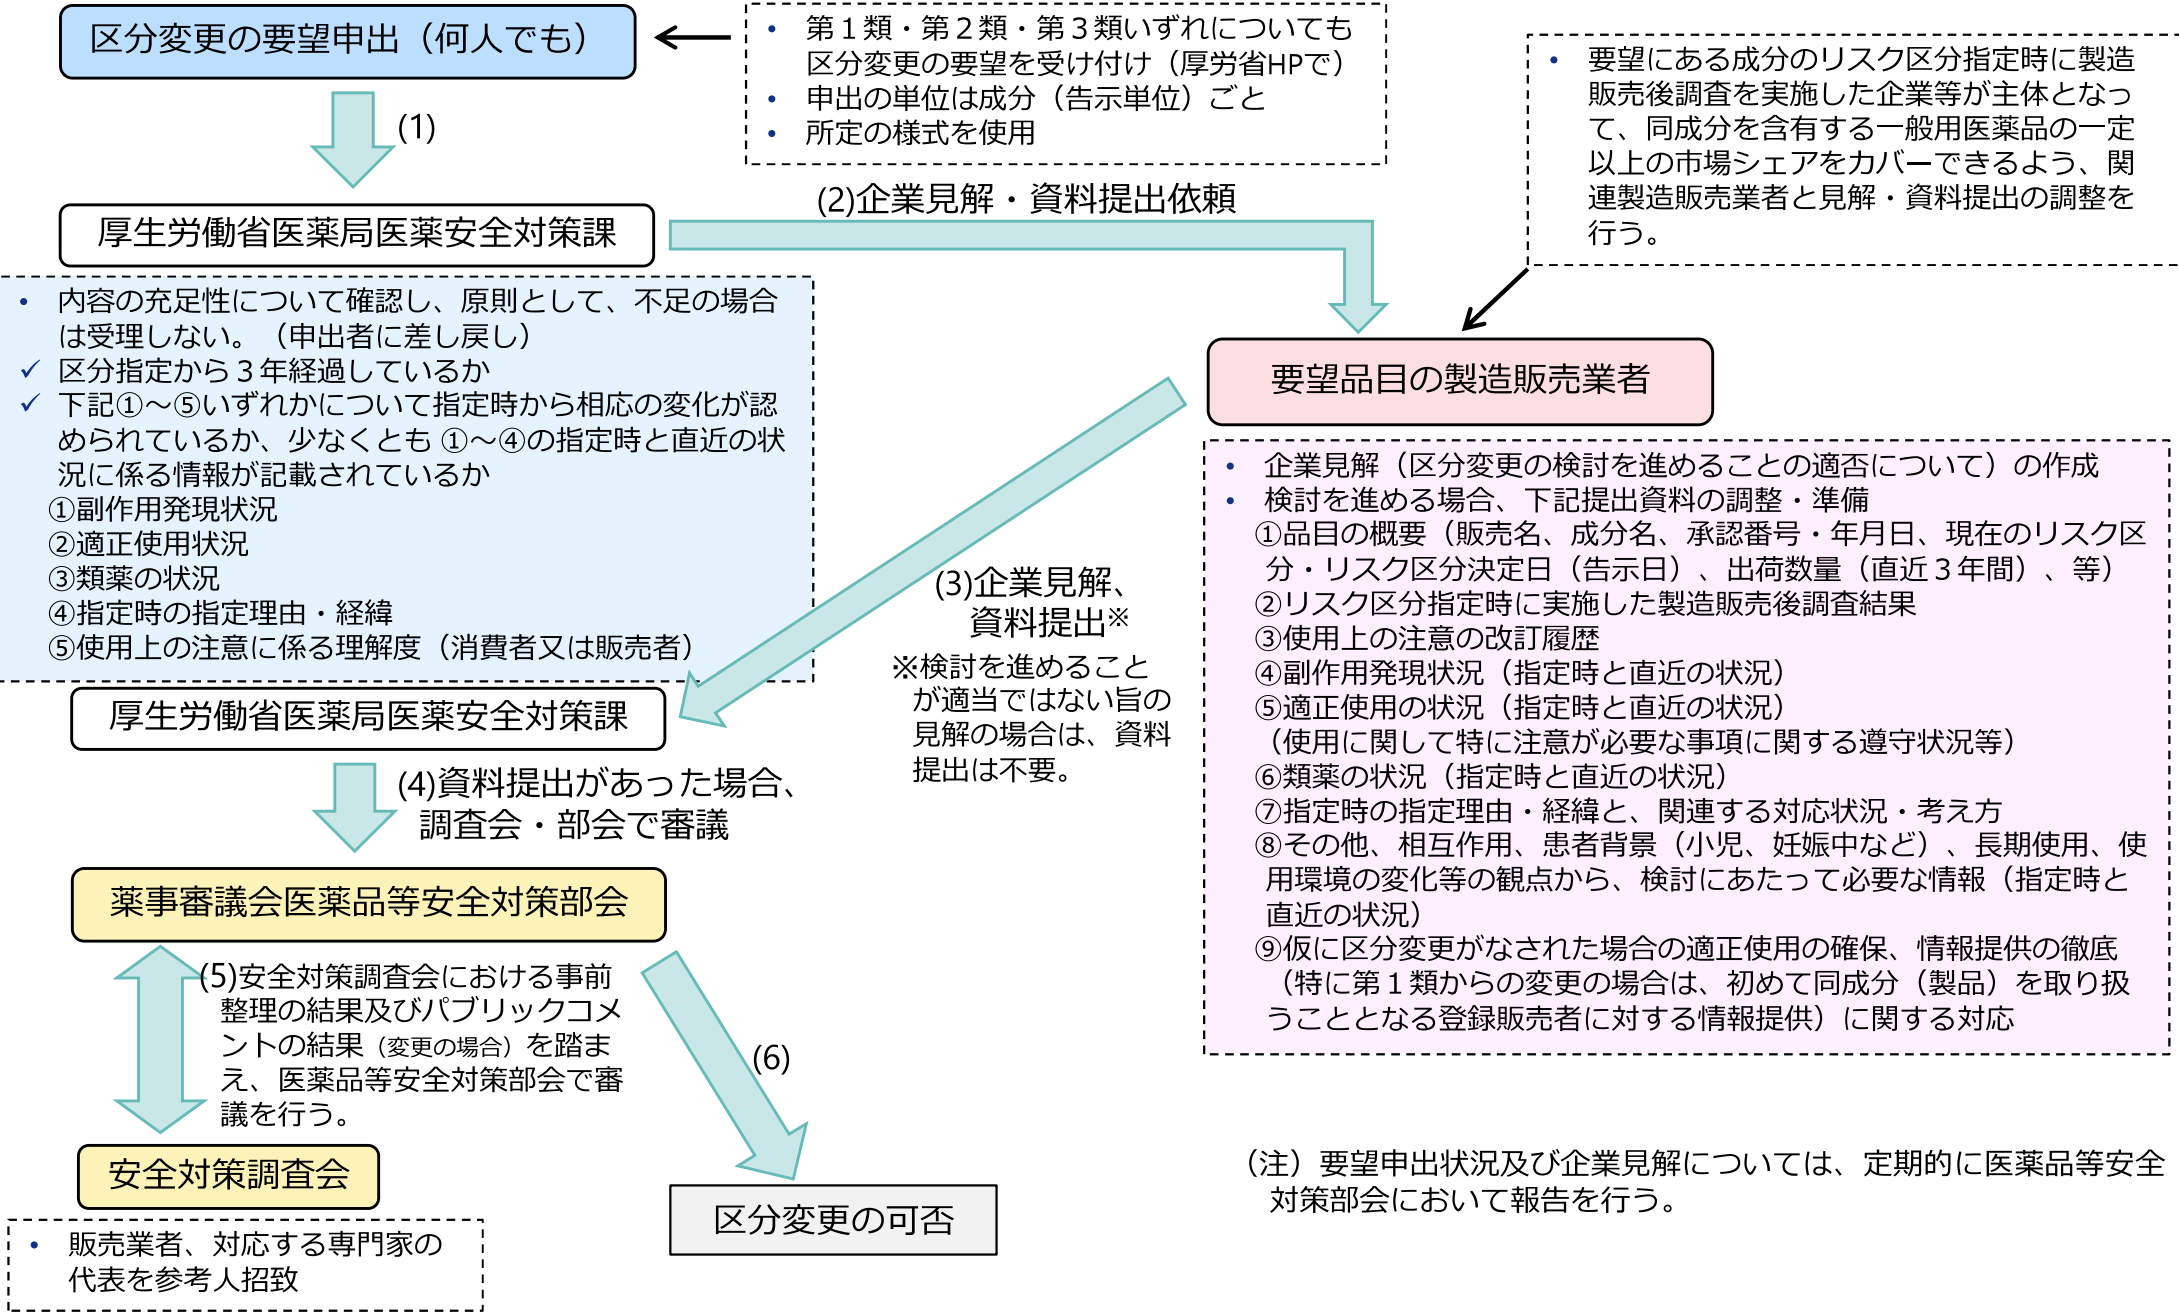 区分変更の要望申出（何人でも）
• 第１類・第２類・第３類いずれについても
区分変更の要望を受け付け（厚労省HPで）
• 申出の単位は成分（告示単位）ごと
• 所定の様式を使用
• 要望にある成分のリスク区分指定時に製造
販売後調査を実施した企業等が主体となっ
て、同成分を含有する一般用医薬品の一定
以上の市場シェアをカバーできるよう、関
連製造販売業者と見解・資料提出の調整を
行う。
(1)
(2)企業見解・資料提出依頼
厚生労働省医薬局医薬安全対策課
• 内容の充足性について確認し、原則として、不足の場合
は受理しない。（申出者に差し戻し）
✓ 区分指定から３年経過しているか
✓ 下記①～⑤いずれかについて指定時から相応の変化が認
められているか、少なくとも ①～④の指定時と直近の状
況に係る情報が記載されているか
①副作用発現状況
②適正使用状況
③類薬の状況
④指定時の指定理由・経緯
⑤使用上の注意に係る理解度（消費者又は販売者）
要望品目の製造販売業者
• 企業見解（区分変更の検討を進めることの適否について）の作成
• 検討を進める場合、下記提出資料の調整・準備
①品目の概要（販売名、成分名、承認番号・年月日、現在のリスク区
分・リスク区分決定日（告示日）、出荷数量（直近３年間）、等）
②リスク区分指定時に実施した製造販売後調査結果
③使用上の注意の改訂履歴
④副作用発現状況（指定時と直近の状況）
⑤適正使用の状況（指定時と直近の状況）
（使用に関して特に注意が必要な事項に関する遵守状況等）
⑥類薬の状況（指定時と直近の状況）
⑦指定時の指定理由・経緯と、関連する対応状況・考え方
⑧その他、相互作用、患者背景（小児、妊娠中など）、長期使用、使
用環境の変化等の観点から、検討にあたって必要な情報（指定時と
直近の状況）
⑨仮に区分変更がなされた場合の適正使用の確保、情報提供の徹底
（特に第１類からの変更の場合は、初めて同成分（製品）を取り扱
うこととなる登録販売者に対する情報提供）に関する対応
(3)企業見解、
資料提出※
※検討を進めること
が適当ではない旨の
見解の場合は、資料
提出は不要。
厚生労働省医薬局医薬安全対策課
(4)資料提出があった場合、
調査会・部会で審議
薬事審議会医薬品等安全対策部会
(5)安全対策調査会における事前
整理の結果及びパブリックコメ
ントの結果（変更の場合）を踏ま
え、医薬品等安全対策部会で審
議を行う。
(6)
安全対策調査会
• 販売業者、対応する専門家の
代表を参考人招致
区分変更の可否
（注）要望申出状況及び企業見解については、定期的に医薬品等安全
対策部会において報告を行う。